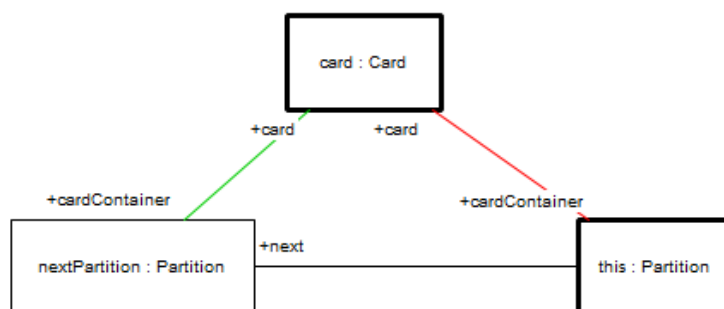 card : Card
+card
+card
+cardContainer
+cardContainer
+next
nextPartition : Partition
this : Partition